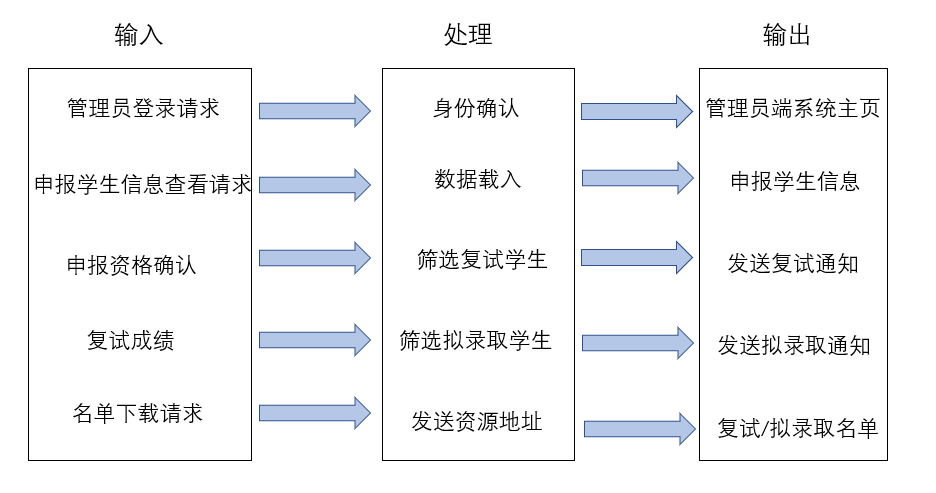 输入
处理
输出
管理员登录请求
身份确认
管理员端系统主页
申报学生信息查看请求
数据载入
申报学生信息
申报资格确认
筛选复试学生
发送复试通知
复试成绩
筛选拟录取学生
发送拟录取通知
名单下载请求
发送资源地址
复试/拟录取名单